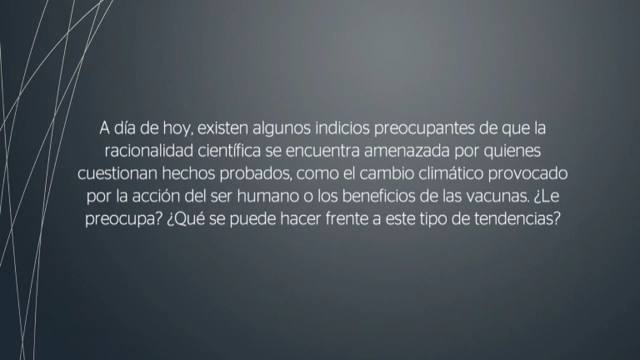 A día de hoy, existen algunos indicios preocupantes de que la
racionalidad científica se encuentra amenazada por quienes
cuestionan hechos probados, como el cambio climático provocado
por la acción del ser humano o los beneficios de las vacunas. ¿Le
preocupa? ¿Qué se puede hacer frente a este tipo de tendencias?